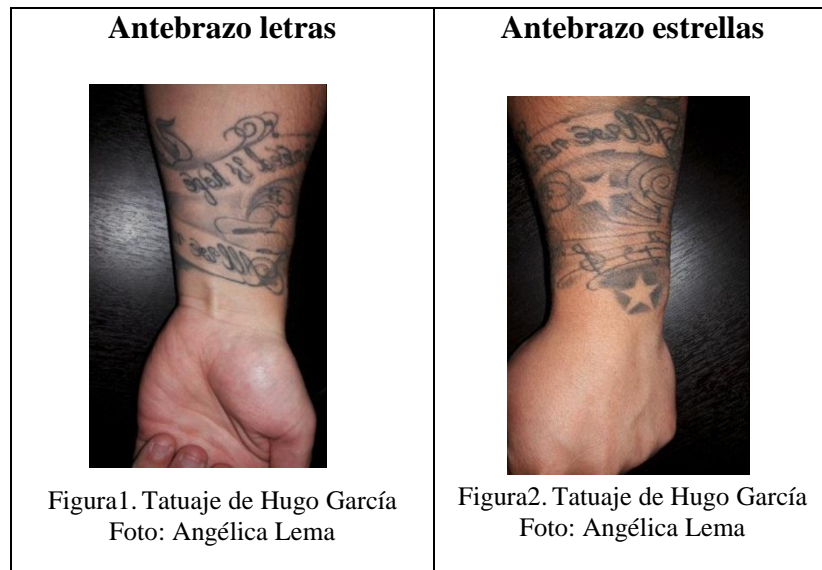 Antebrazo letras
Antebrazo estrellas
Figura1. Tatuaje de Hugo García
Foto: Angélica Lema
Figura2. Tatuaje de Hugo García
Foto: Angélica Lema